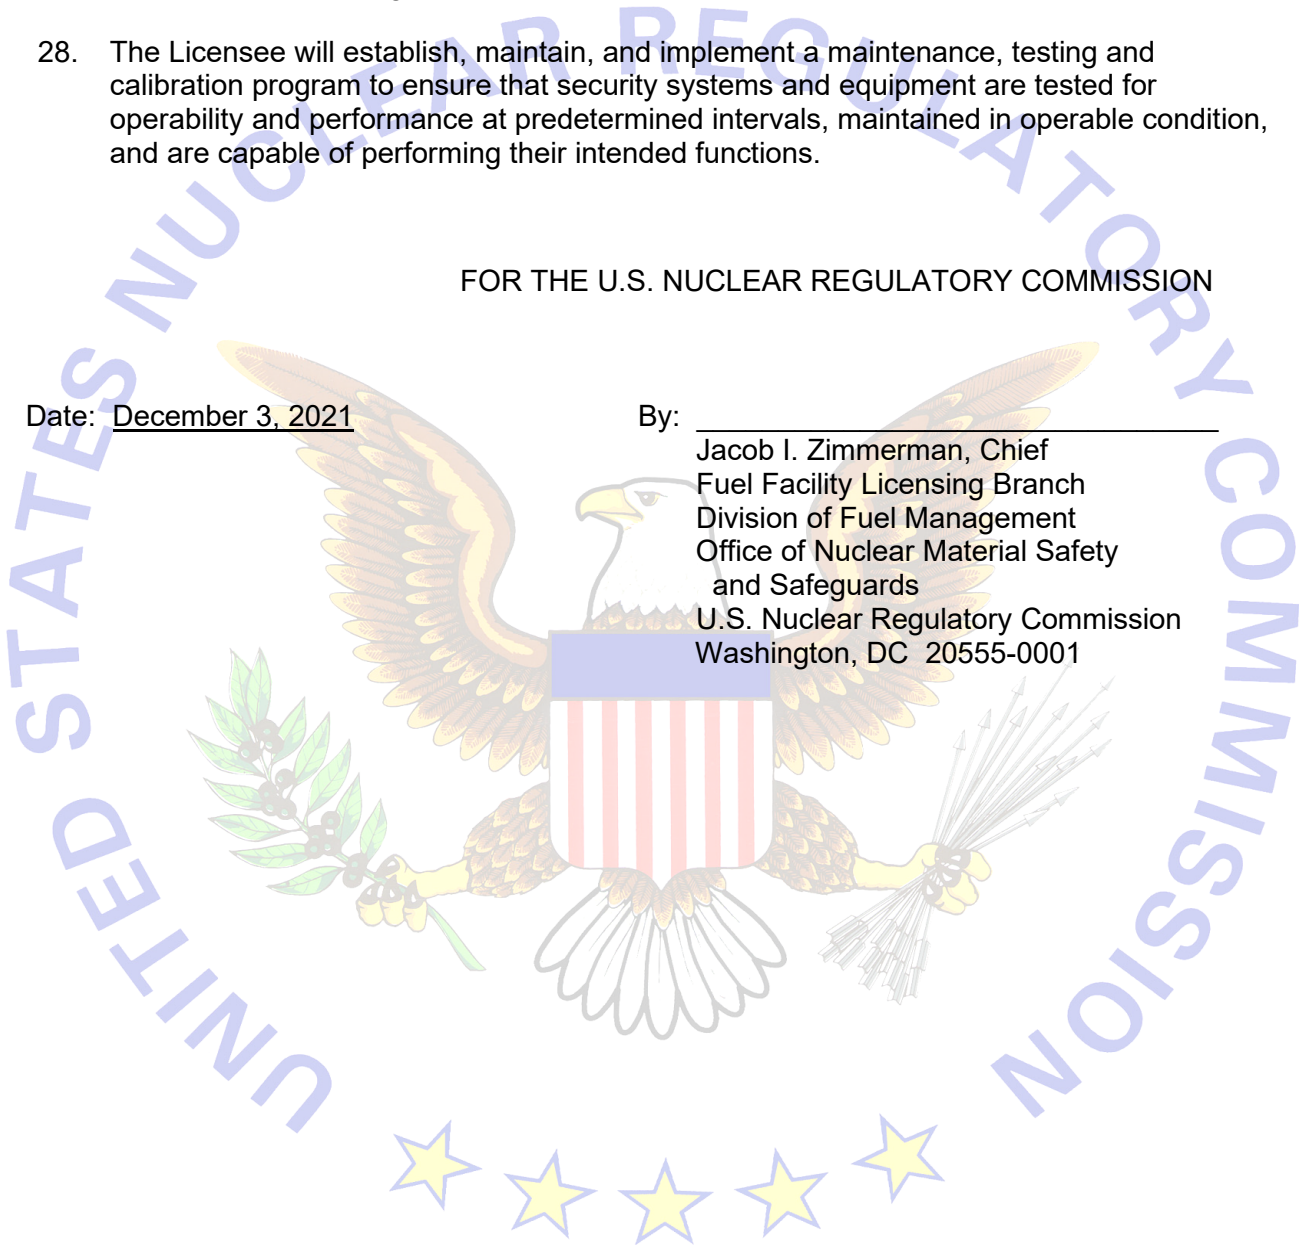 28. The Licensee will establish, maintain, and implement a maintenance, testing and
calibration program to ensure that security systems and equipment are tested for
operability and performance at predetermined intervals, maintained in operable condition,
and are capable of performing their intended functions.
FOR THE U.S. NUCLEAR REGULATORY COMMISSION
Date: December 3, 2021 By:
Jacob I. Zimmerman, Chief
Fuel Facility Licensing Branch
Division of Fuel Management
Office of Nuclear Material Safety
and Safeguards
U.S. Nuclear Regulatory Commission
Washington, DC 20555-0001
UNITED STATES NUCLEAR REGULATORY COMMISSION